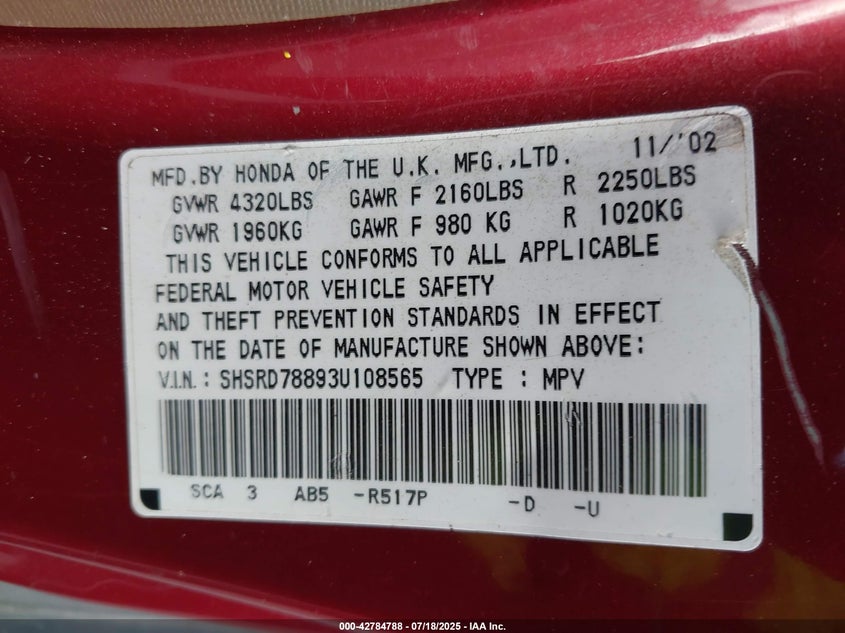 MFD.BY HONDA OF THE U.K. MFG.,LTD. 11/'02
GVWR 4320LBS GAWR F 2160LBS R 2250LBS
GVWR 1960KG GAWR F 980 KG R 1020KG
THIS VEHICLE CONFORMS TO ALL APPLICABLE
FEDERAL MOTOR VEHICLE SAFETY
AND THEFT PREVENTION STANDARDS IN EFFECT
ON THE DATE OF MANUFACTURE SHOWN ABOVE:
V.I.N. : SHSRD78893U108565 TYPE : MPV
SCA 3 AB5 -R517P -D -U
000-42784788 - 07/18/2025 - IAA Inc.